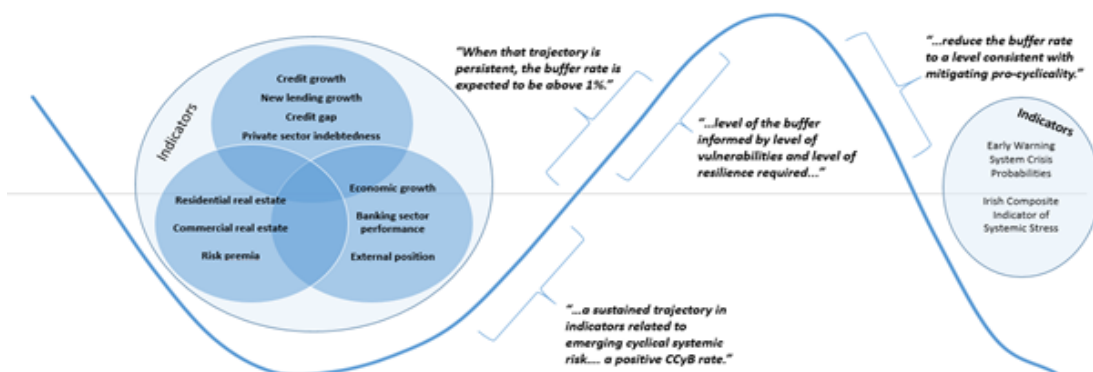 Indicators
Credit growth
New lending growth
Credit gap
Private sector indebtedness
Residential real estate
Commercial real estate
Risk premia
Economic growth
Banking sector
performance
External position
“When that trajectory is
persistent, the buffer rate is
expected to be above 1%.”
“...a sustained trajectory in
indicators related to
emerging cyclical systemic
risk.... a positive CCyB rate.”
“...level of the buffer
informed by level of
vulnerabilities and level of
resilience required...”
“...reduce the buffer rate
to a level consistent with
mitigating pro-cyclicality.”
Indicators
Early Warning
System Crisis
Probabilities
Irish Composite
Indicator of
Systemic Stress